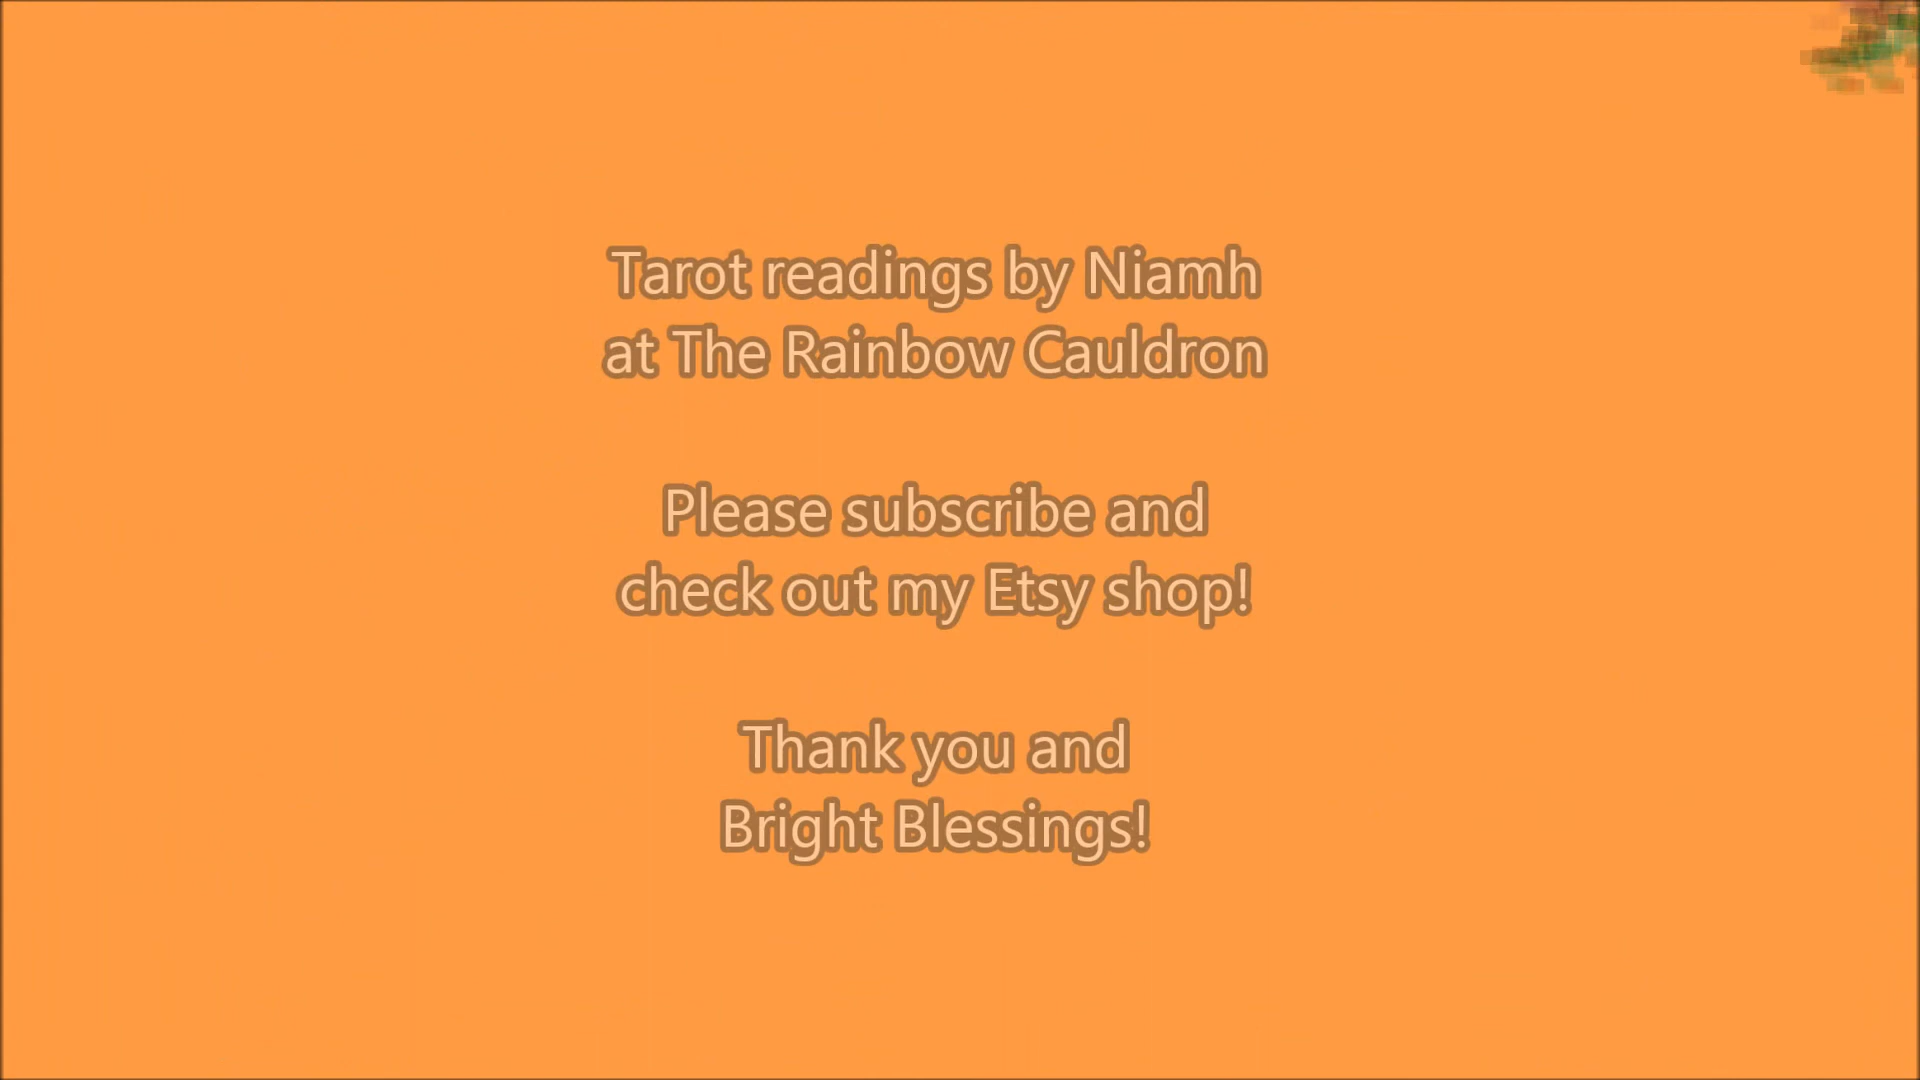 Tarot readings by Niamh
at The Rainbow Cauldron
Please subscribe and
check out my Etsy shop!
Thank you and
Bright Blessings!